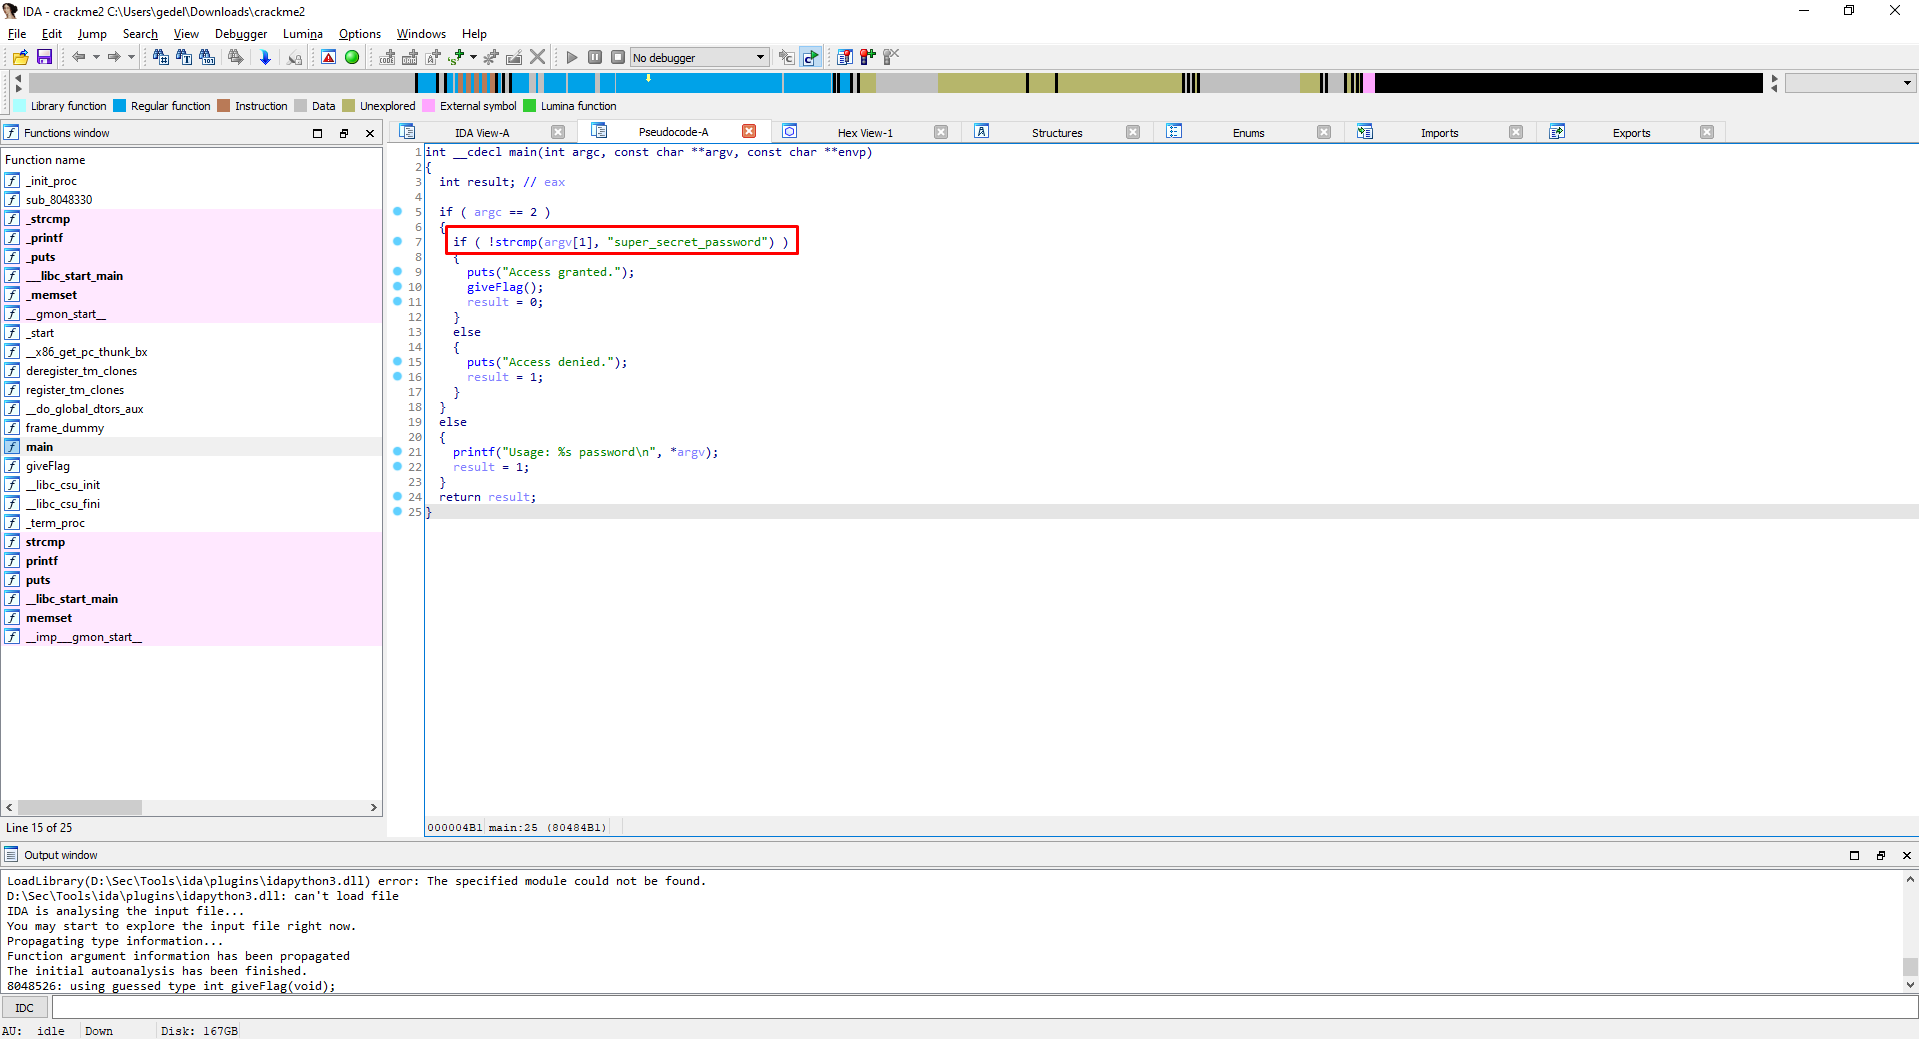 IDA - crackme2 C:\Users\gedel\Downloads\crackme2
File Edit Jump Search View Debugger Lumina Options Windows Help
No debugger
Library function Regular function Instruction Data Unexplored External symbol Lumina function
Functions window
Function name
_init_proc
sub_8048330
_strcmp
_printf
_puts
___libc_start_main
_memset
__gmon_start__
_start
__x86_get_pc_thunk_bx
deregister_tm_clones
register_tm_clones
__do_global_dtors_aux
frame_dummy
main
giveFlag
__libc_csu_init
__libc_csu_fini
_term_proc
strcmp
printf
puts
__libc_start_main
memset
__imp___gmon_start__
Line 15 of 25
IDA View-A Pseudocode-A Hex View-1 Structures Enums Imports Exports
1 int __cdecl main(int argc, const char **argv, const char **envp)
2 {
3 int result; // eax
4
5 if ( argc == 2 )
6 {
7 if ( !strcmp(argv[1], "super_secret_password") )
8 {
9 puts("Access granted.");
10 giveFlag();
11 result = 0;
12 }
13 else
14 {
15 puts("Access denied.");
16 result = 1;
17 }
18 }
19 else
20 {
21 printf("Usage: %s password\n", *argv);
22 result = 1;
23 }
24 return result;
25 }
000004B1 main:25 (80484B1)
Output window
LoadLibrary(D:\Sec\Tools\ida\plugins\idapython3.dll) error: The specified module could not be found.
D:\Sec\Tools\ida\plugins\idapython3.dll: can't load file
IDA is analysing the input file...
You may start to explore the input file right now.
Propagating type information...
Function argument information has been propagated
The initial autoanalysis has been finished.
8048526: using guessed type int giveFlag(void);
IDC
AU: idle Down Disk: 167GB